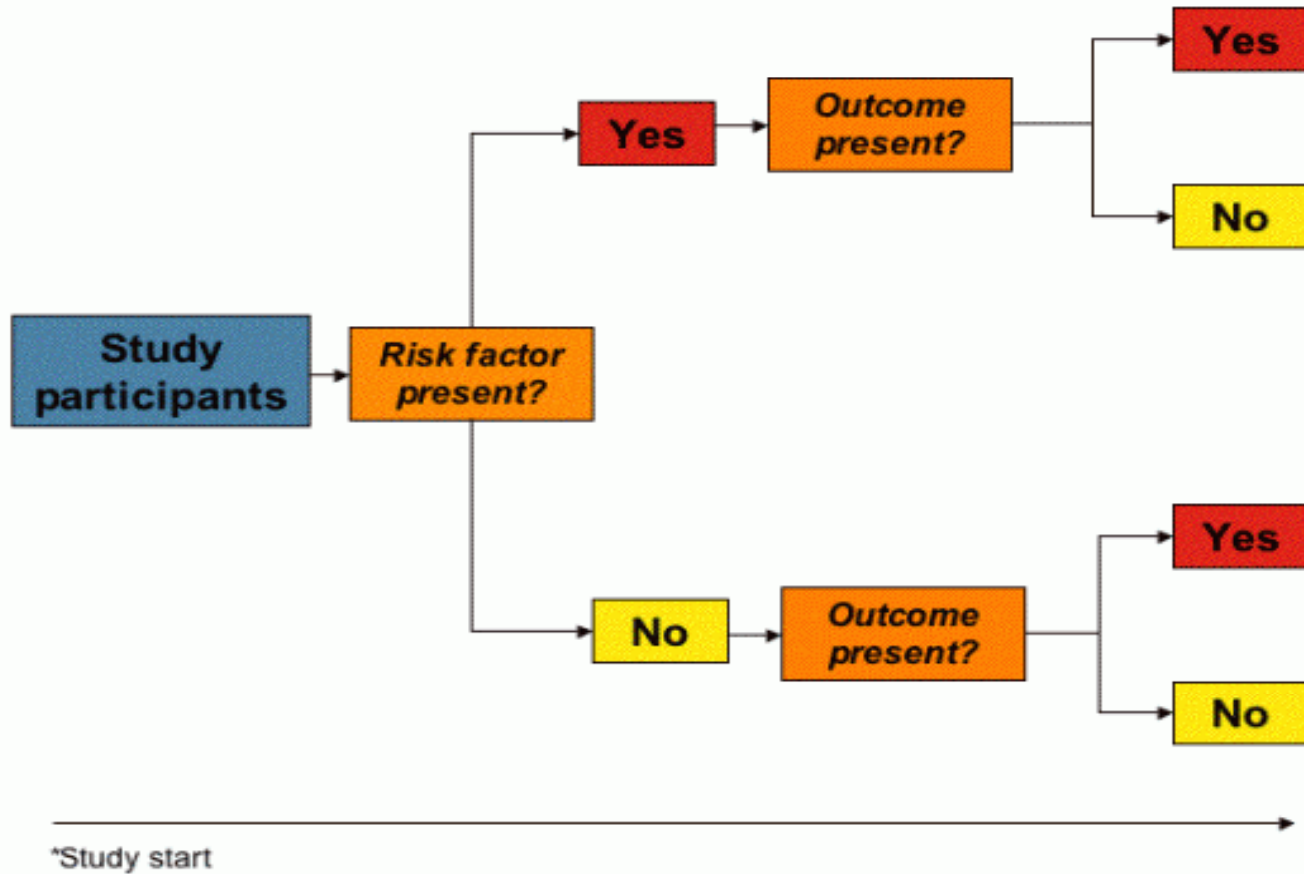 Yes
Outcome
present?
Yes
No
Study
participants
Risk factor
present?
Yes
No
Outcome
present?
No
*Study start